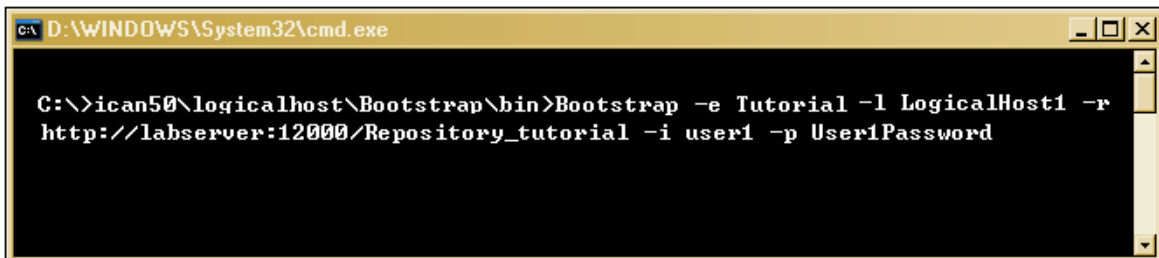 D:\WINDOWS\System32\cmd.exe
C:\>ican50\logicalhost\Bootstrap\bin>Bootstrap -e Tutorial -l LogicalHost1 -r
http://labserver:12000/Repository_tutorial -i user1 -p User1Password